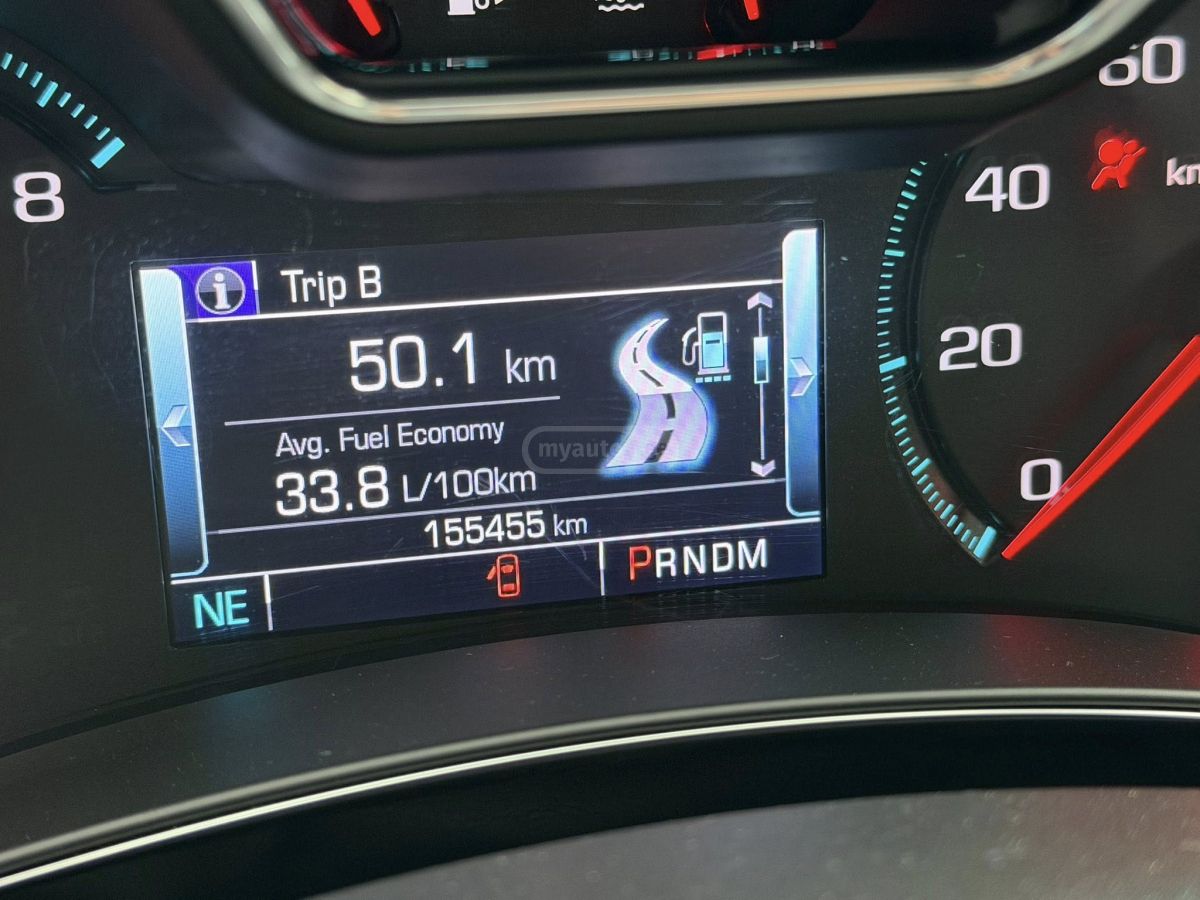 60
8
40
km
Trip B
50.1 km
20
Avg. Fuel Economy
33.8 L/100km
0
155455 km
NE
PRNDM